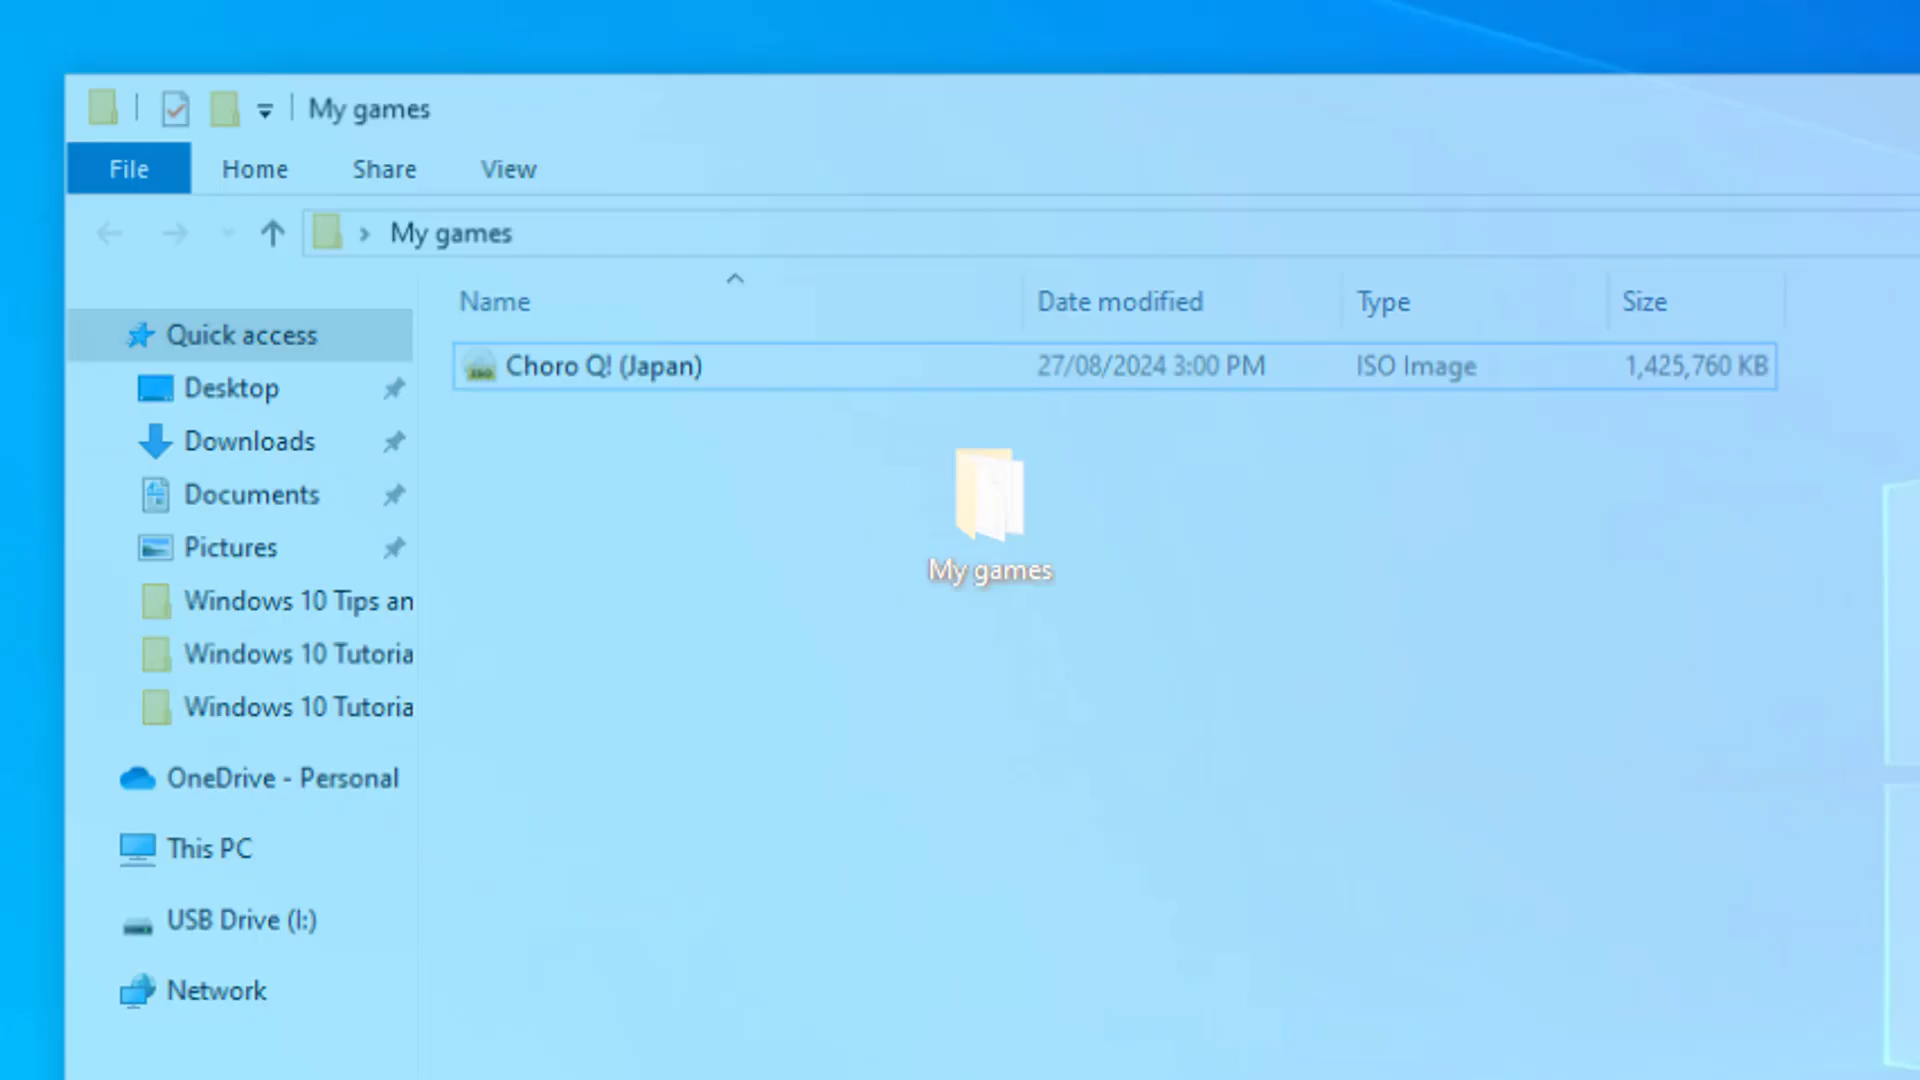 My games
File Home Share View
My games
Name Date modified Type Size
Quick access
Choro Q! (Japan) 27/08/2024 3:00 PM ISO Image 1,425,760 KB
Desktop
Downloads
Documents
Pictures
My games
Windows 10 Tips an
Windows 10 Tutoria
Windows 10 Tutoria
OneDrive - Personal
This PC
USB Drive (I:)
Network